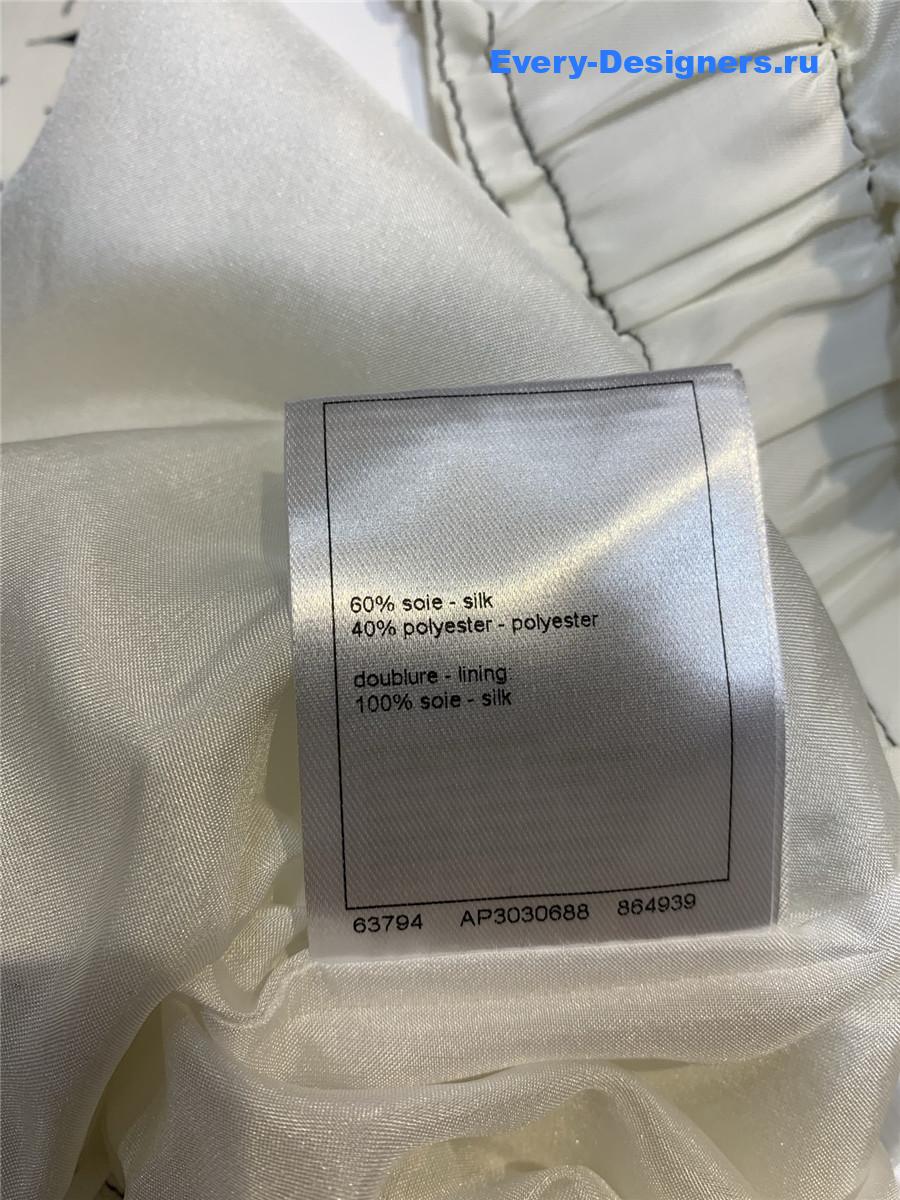 Every-Designers.ru
60% soie - silk
40% polyester - polyester
doublure - lining
100% soie - silk
63794 AP3030688 864939